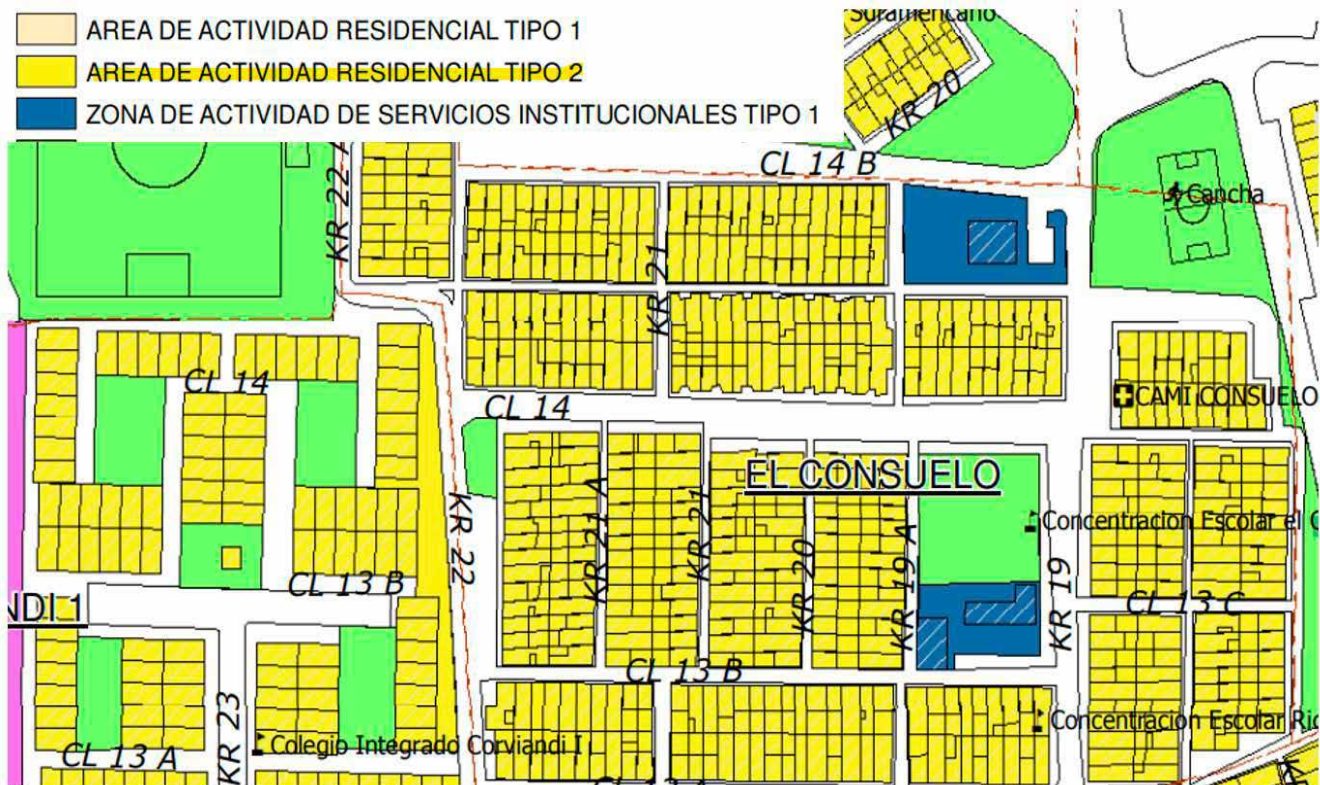 AREA DE ACTIVIDAD RESIDENCIAL TIPO 1
AREA DE ACTIVIDAD RESIDENCIAL TIPO 2
ZONA DE ACTIVIDAD DE SERVICIOS INSTITUCIONALES TIPO 1
Suramericano
KR 20
CL 14 B
KR 22 A
Cancha
KR 21
CL 14
CAMI CONSUELO
CL 14
EL CONSUELO
KR 22
KR 21 A
KR 21
KR 20
KR 19 A
KR 19
Concentracion Escolar el
CL 13 B
NDI 1
CL 13 C
CL 13 B
KR 23
Concentracion Escolar
Colegio Integrado Corviandi I
CL 13 A